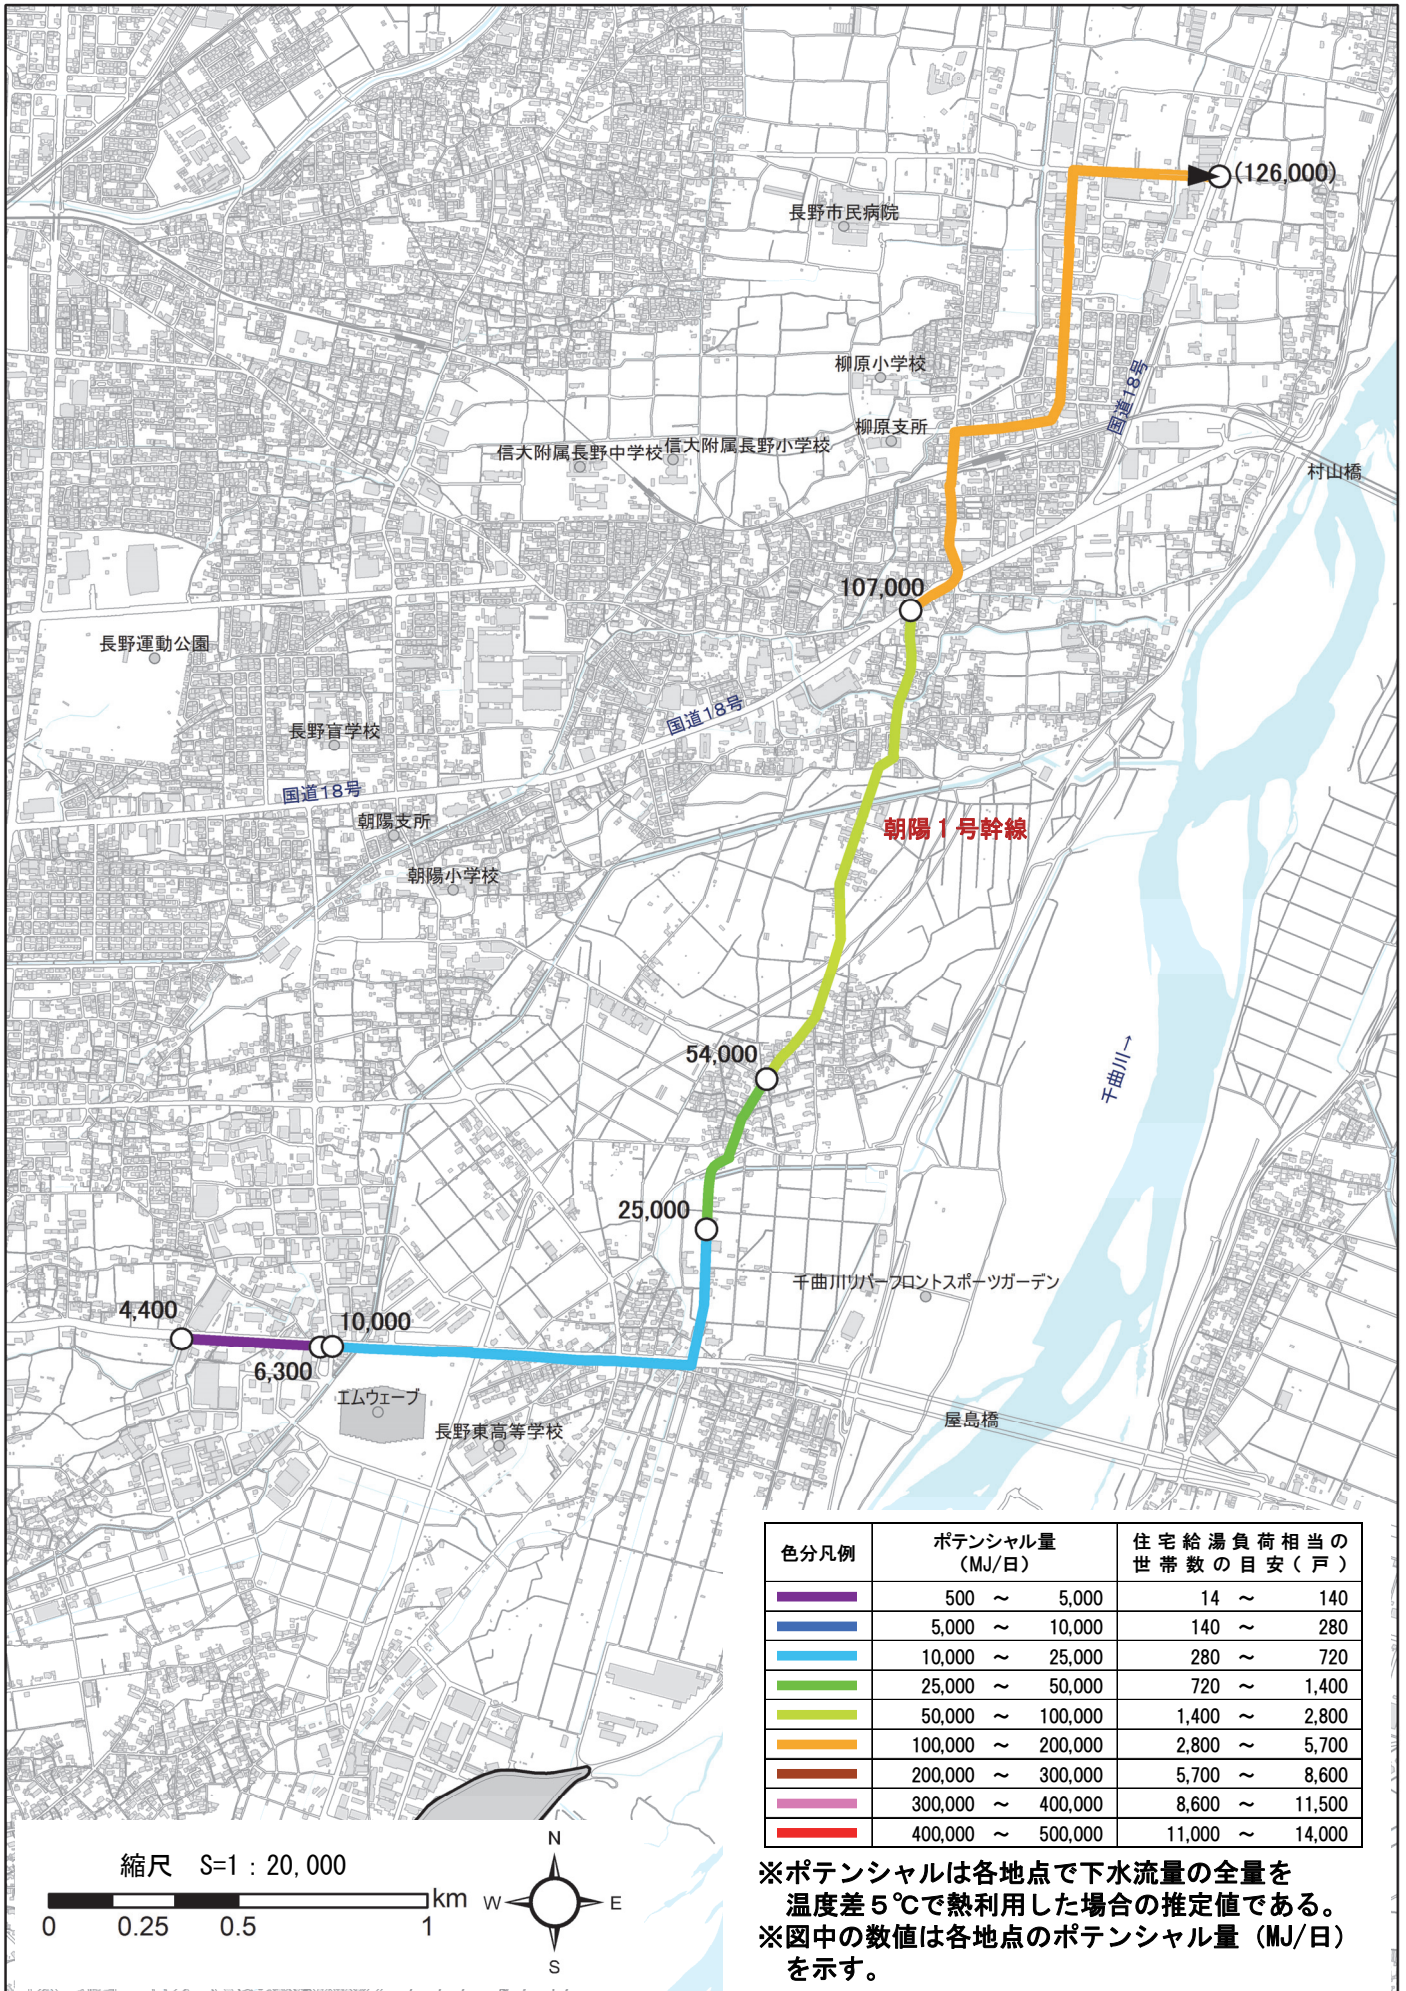 (126,000)
長野市民病院
柳原小学校
国道18号
柳原支所
信大附属長野中学校
信大附属長野小学校
村山橋
107,000
長野運動公園
国道18号
長野盲学校
国道18号
朝陽支所
朝陽1号幹線
朝陽小学校
54,000
千曲川→
25,000
千曲川リバーフロントスポーツガーデン
4,400
10,000
6,300
エムウェーブ
長野東高等学校
屋島橋
色分凡例 ポテンシャル量（MJ/日） 住宅給湯負荷相当の世帯数の目安（戸）
500 ～ 5,000 14 ～ 140
5,000 ～ 10,000 140 ～ 280
10,000 ～ 25,000 280 ～ 720
25,000 ～ 50,000 720 ～ 1,400
50,000 ～ 100,000 1,400 ～ 2,800
100,000 ～ 200,000 2,800 ～ 5,700
200,000 ～ 300,000 5,700 ～ 8,600
300,000 ～ 400,000 8,600 ～ 11,500
400,000 ～ 500,000 11,000 ～ 14,000
縮尺 S=1：20,000
km
0 0.25 0.5 1
N
W E
S
※ポテンシャルは各地点で下水流量の全量を
温度差５℃で熱利用した場合の推定値である。
※図中の数値は各地点のポテンシャル量（MJ/日）
を示す。